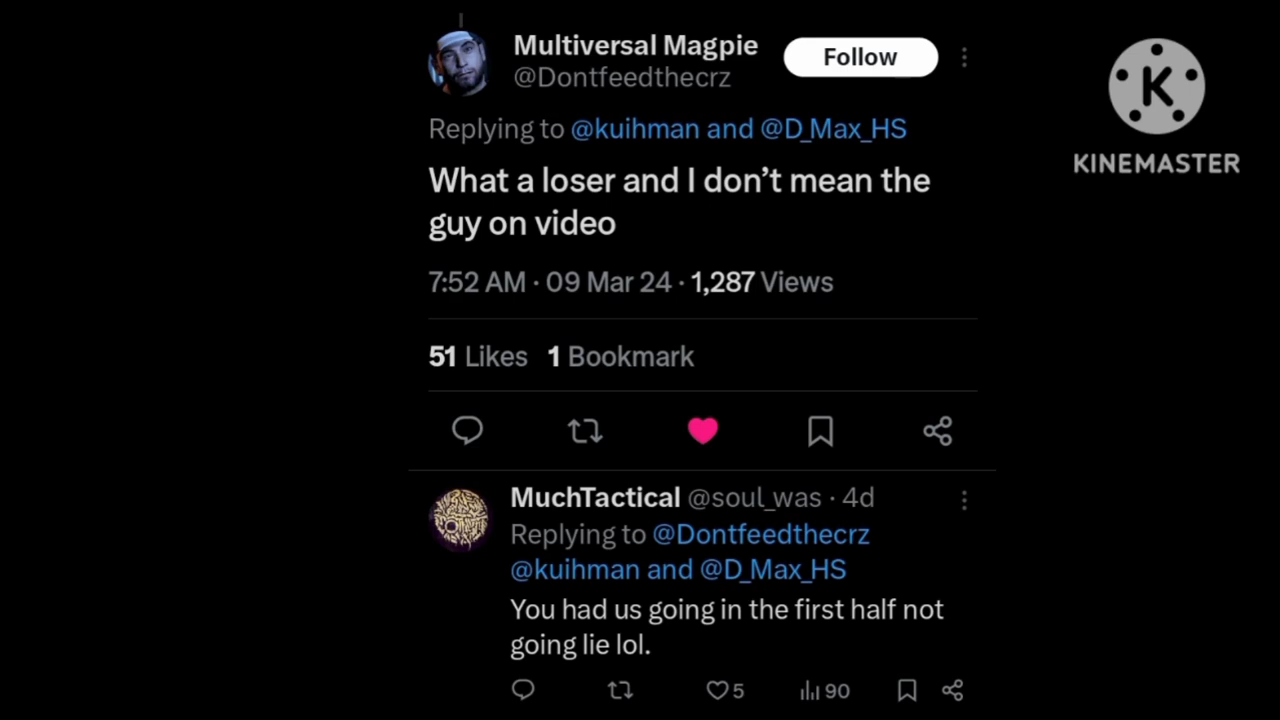 Multiversal Magpie
Follow
@Dontfeedthecrz
K
KINEMASTER
Replying to @kuihman and @D_Max_HS
What a loser and I don’t mean the
guy on video
7:52 AM · 09 Mar 24 · 1,287 Views
51 Likes 1 Bookmark
MuchTactical @soul_was · 4d
Replying to @Dontfeedthecrz
@kuihman and @D_Max_HS
You had us going in the first half not
going lie lol.
5 90